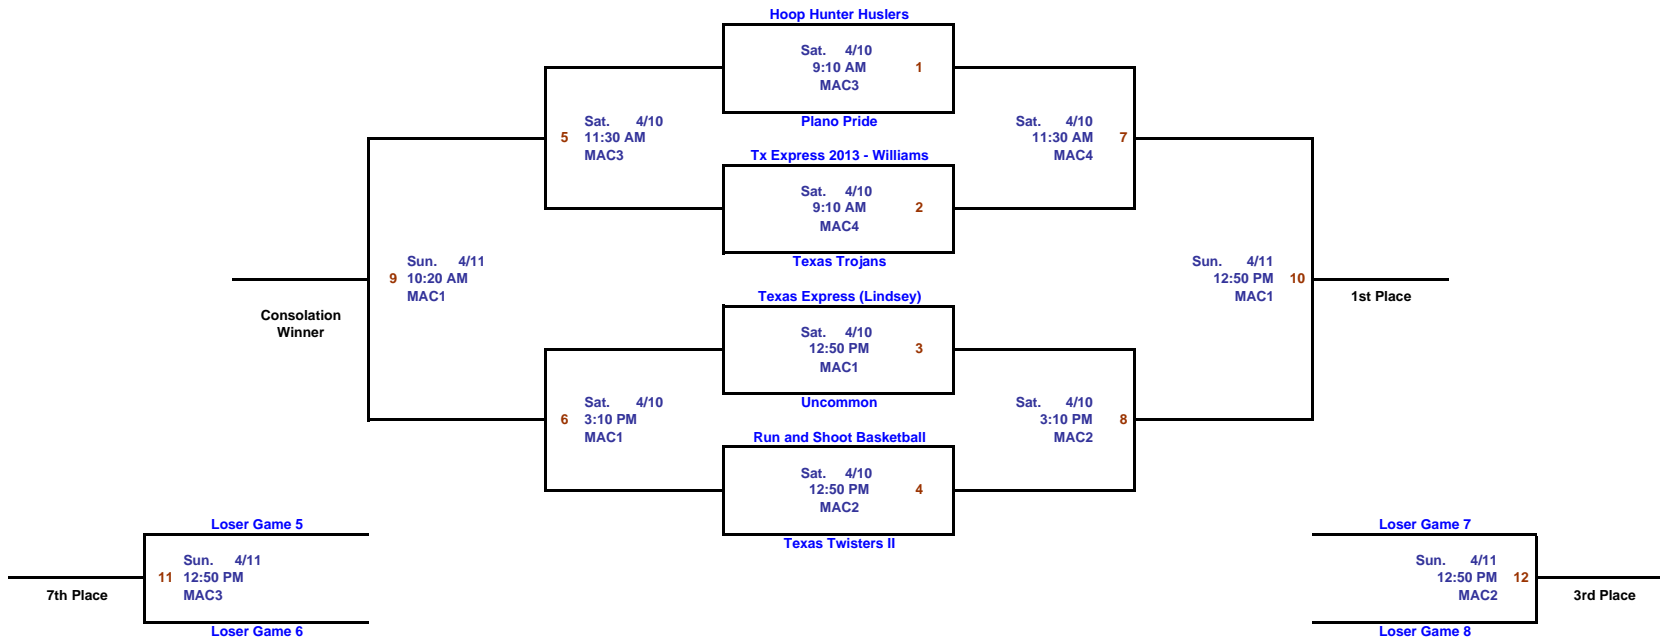 Hoop Hunter Huslers
Sat. 4/10
9:10 AM 1
MAC3
Plano Pride
Sat. 4/10
5 11:30 AM
MAC3
Sat. 4/10
11:30 AM 7
MAC4
Tx Express 2013 - Williams
Sat. 4/10
9:10 AM 2
MAC4
Texas Trojans
Sun. 4/11
9 10:20 AM
MAC1
Consolation
Winner
Sun. 4/11
12:50 PM 10
MAC1
1st Place
Texas Express (Lindsey)
Sat. 4/10
12:50 PM 3
MAC1
Uncommon
Sat. 4/10
6 3:10 PM
MAC1
Sat. 4/10
3:10 PM 8
MAC2
Run and Shoot Basketball
Sat. 4/10
12:50 PM 4
MAC2
Texas Twisters II
Loser Game 5
Sun. 4/11
11 12:50 PM
MAC3
7th Place
Loser Game 6
Loser Game 7
Sun. 4/11
12:50 PM 12
MAC2
3rd Place
Loser Game 8